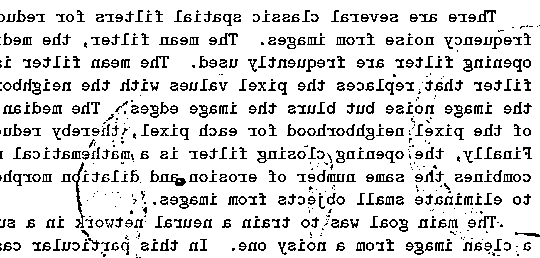 There are several classic spatial filters for reduc
frequency noise from images. The mean filter, the medi
opening filter are frequently used. The mean filter is
filter that replaces the pixel values with the neighbor
the image noise but blurs the image edges. The median
of the pixel neighborhood for each pixel, thereby redu
Finally, the opening closing filter is a mathematical
combines the same number of erosion and dilation morpho
to eliminate small objects from images.
The main goal was to train a neural network in a su
a clean image from a noisy one. In this particular cas